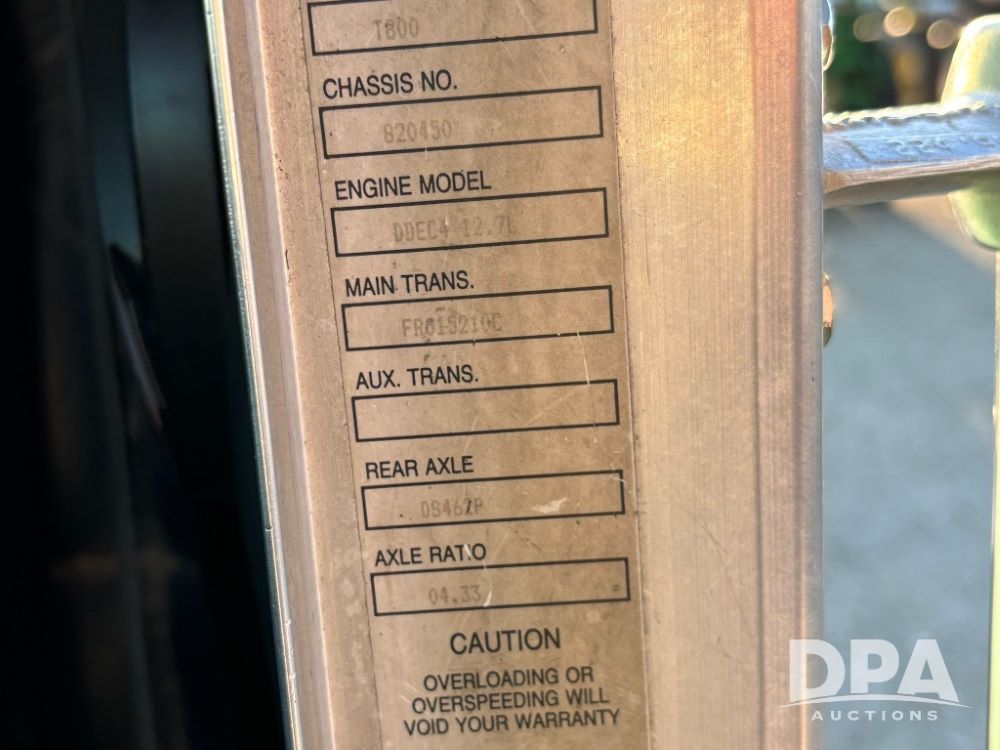 T800
CHASSIS NO.
820450
ENGINE MODEL
DDEC4 12.7L
MAIN TRANS.
FRO15210C
AUX. TRANS.
REAR AXLE
DS462P
AXLE RATIO
04.33
CAUTION
OVERLOADING OR
OVERSPEEDING WILL
VOID YOUR WARRANTY
DPA
AUCTIONS